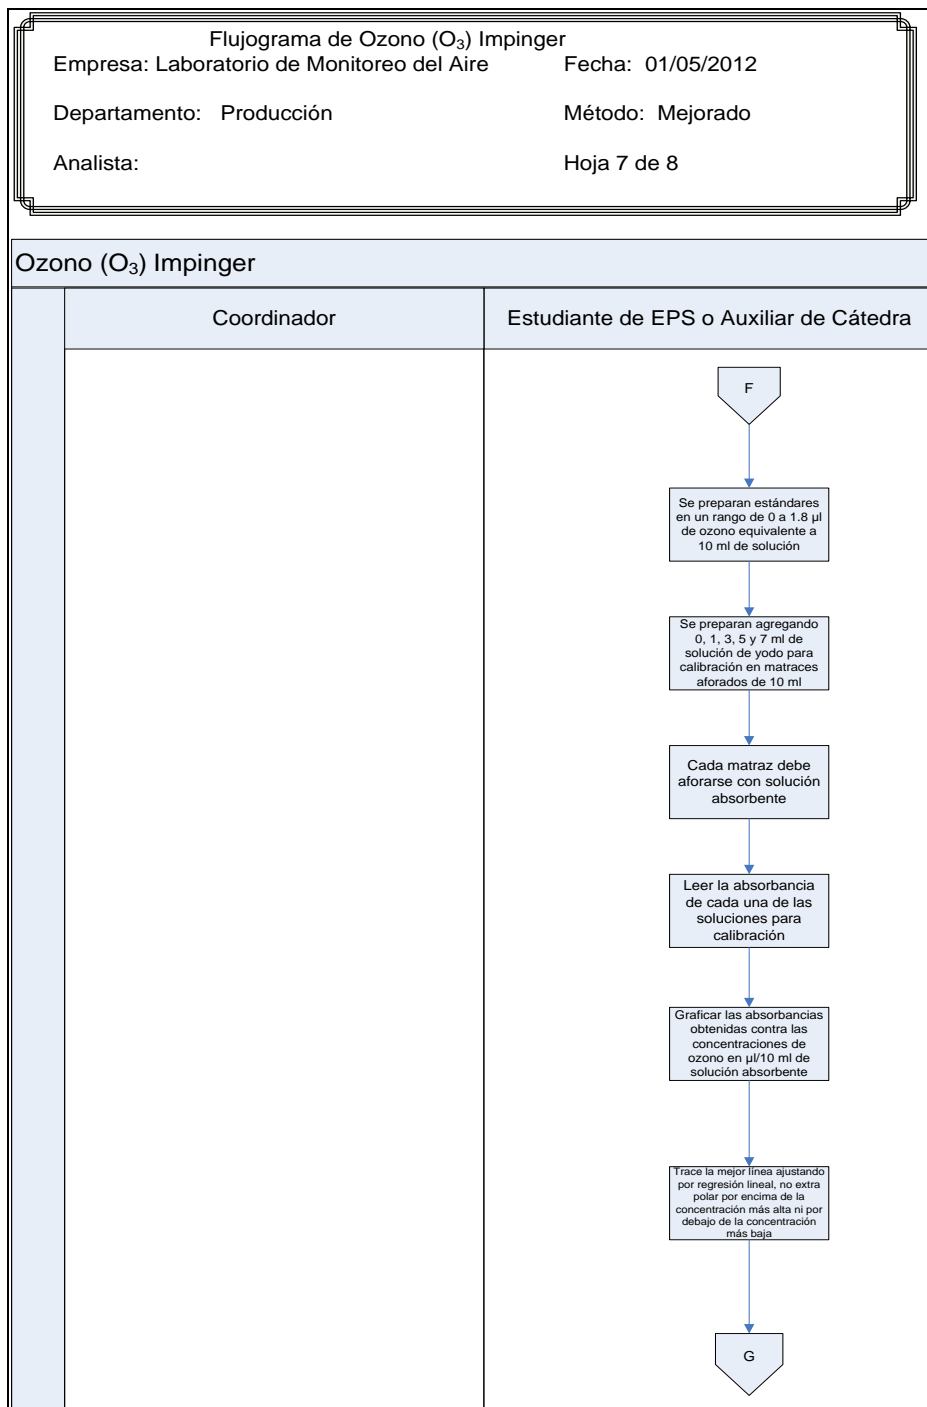 Flujograma de Ozono (O₃) Impinger
Empresa: Laboratorio de Monitoreo del Aire Fecha: 01/05/2012
Departamento: Producción Método: Mejorado
Analista: Hoja 7 de 8
Ozono (O₃) Impinger
Coordinador Estudiante de EPS o Auxiliar de Cátedra
F
Se preparan estándares
en un rango de 0 a 1.8 µl
de ozono equivalente a
10 ml de solución
Se preparan agregando
0, 1, 3, 5 y 7 ml de
solución de yodo para
calibración en matraces
aforados de 10 ml
Cada matraz debe
aforarse con solución
absorbente
Leer la absorbancia
de cada una de las
soluciones para
calibración
Graficar las absorbancias
obtenidas contra las
concentraciones de
ozono en µl/10 ml de
solución absorbente
Trace la mejor línea ajustando
por regresión lineal, no extra
polar por encima de la
concentración más alta ni por
debajo de la concentración
más baja
G